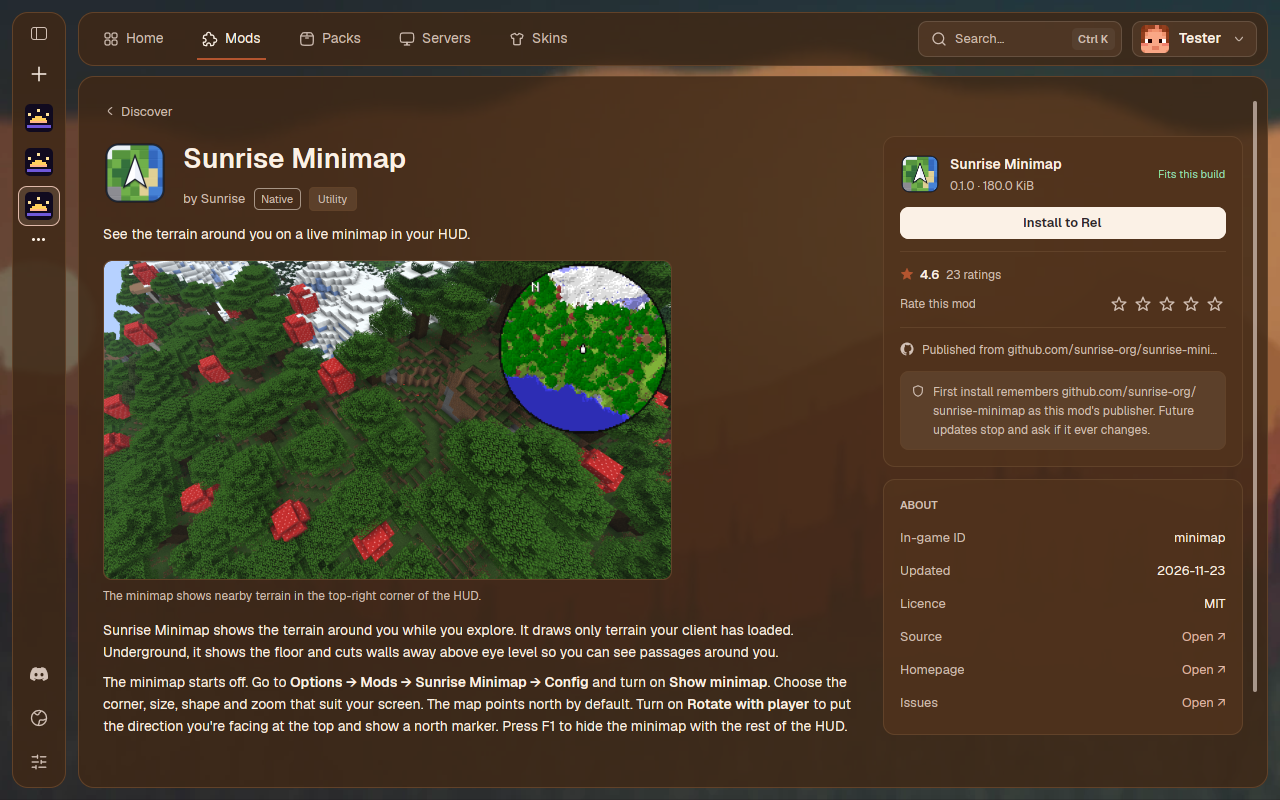 Home
Mods
Packs
Servers
Skins
Search...
Ctrl K
Tester
Discover
Sunrise Minimap
by Sunrise
Native
Utility
See the terrain around you on a live minimap in your HUD.
N
The minimap shows nearby terrain in the top-right corner of the HUD.
Sunrise Minimap shows the terrain around you while you explore. It draws only terrain your client has loaded.
Underground, it shows the floor and cuts walls away above eye level so you can see passages around you.
The minimap starts off. Go to Options → Mods → Sunrise Minimap → Config and turn on Show minimap. Choose the
corner, size, shape and zoom that suit your screen. The map points north by default. Turn on Rotate with player to put
the direction you're facing at the top and show a north marker. Press F1 to hide the minimap with the rest of the HUD.
Sunrise Minimap
0.1.0 · 180.0 KiB
Fits this build
Install to Rel
4.6 23 ratings
Rate this mod
Published from github.com/sunrise-org/sunrise-mini...
First install remembers github.com/sunrise-org/
sunrise-minimap as this mod's publisher. Future
updates stop and ask if it ever changes.
ABOUT
In-game ID minimap
Updated 2026-11-23
Licence MIT
Source Open ↗
Homepage Open ↗
Issues Open ↗